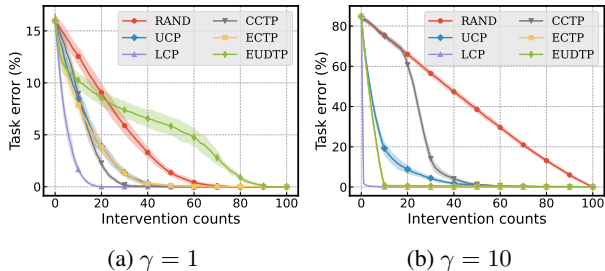 RAND CCTP
UCP ECTP
LCP EUDTP
Task error (%)
15
10
5
0
0 20 40 60 80 100
Intervention counts
(a) γ = 1
RAND CCTP
UCP ECTP
LCP EUDTP
Task error (%)
80
60
40
20
0
0 20 40 60 80 100
Intervention counts
(b) γ = 10